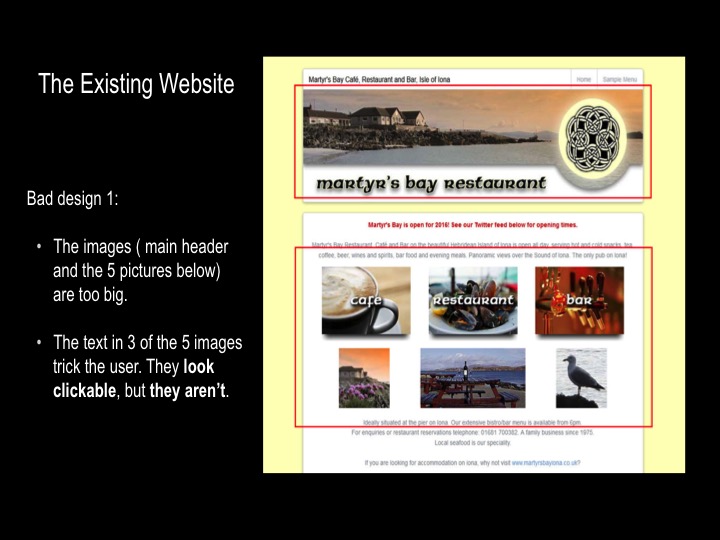 The Existing Website
Bad design 1:
• The images ( main header
and the 5 pictures below)
are too big.
• The text in 3 of the 5 images
trick the user. They look
clickable, but they aren't.
Martyr's Bay Café, Restaurant and Bar, Isle of Iona
Home
Sample Menu
martyr's bay restaurant
Martyr's Bay is open for 2016! See our Twitter feed below for opening times.
Martyr's Bay Restaurant, Café and Bar on the beautiful Hebridean Island of Iona is open all day, serving hot and cold snacks, tea,
coffee, beer, wines and spirits, bar food and evening meals. Panoramic views over the Sound of Iona. The only pub on Iona!
café
restaurant
bar
Ideally situated at the pier on Iona. Our extensive bistro/bar menu is available from 6pm.
For enquiries or restaurant reservations telephone: 01681 700382. A family business since 1975.
Local seafood is our speciality.
If you are looking for accommodation on Iona, why not visit www.martyrsbayiona.co.uk?